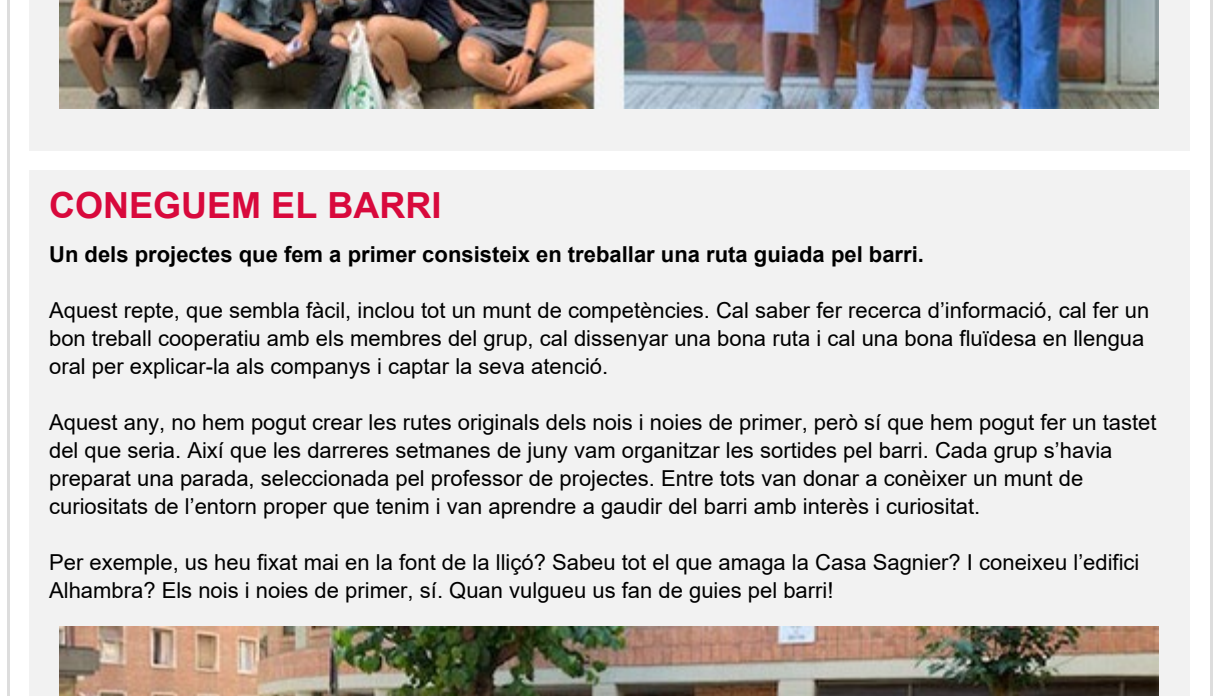 CONEGUEM EL BARRI
Un dels projectes que fem a primer consisteix en treballar una ruta guiada pel barri.
Aquest repte, que sembla fàcil, inclou tot un munt de competències. Cal saber fer recerca d’informació, cal fer un
bon treball cooperatiu amb els membres del grup, cal dissenyar una bona ruta i cal una bona fluïdesa en llengua
oral per explicar-la als companys i captar la seva atenció.
Aquest any, no hem pogut crear les rutes originals dels nois i noies de primer, però sí que hem pogut fer un tastet
del que seria. Així que les darreres setmanes de juny vam organitzar les sortides pel barri. Cada grup s’havia
preparat una parada, seleccionada pel professor de projectes. Entre tots van donar a conèixer un munt de
curiositats de l’entorn proper que tenim i van aprendre a gaudir del barri amb interès i curiositat.
Per exemple, us heu fixat mai en la font de la lliçó? Sabeu tot el que amaga la Casa Sagnier? I coneixeu l’edifici
Alhambra? Els nois i noies de primer, sí. Quan vulgueu us fan de guies pel barri!